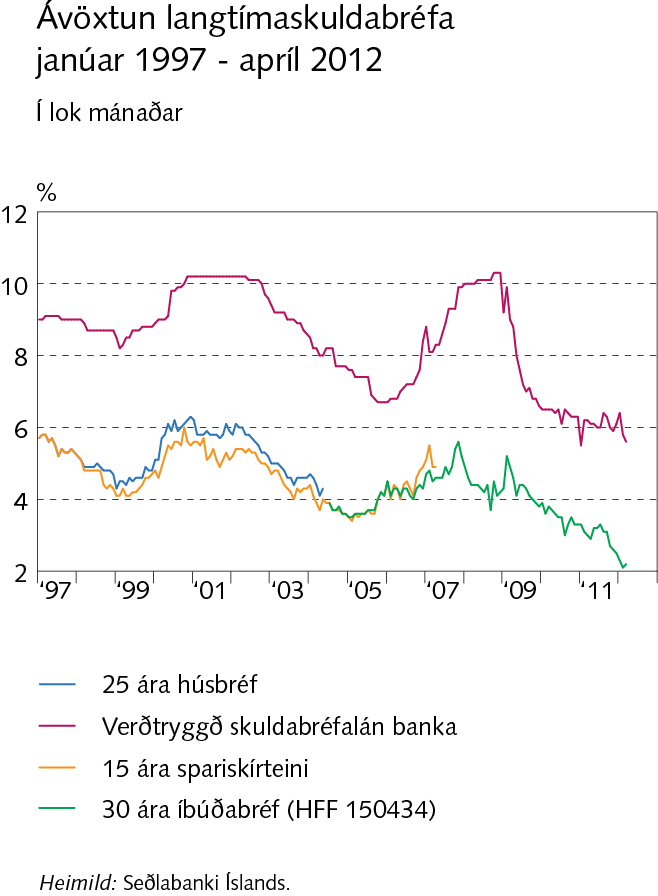 Ávöxtun langtímaskuldabréfa
janúar 1997 - apríl 2012
Í lok mánaðar
%
12
10
8
6
4
2
‘97 ‘99 ‘01 ‘03 ‘05 ‘07 ‘09 ‘11
25 ára húsbréf
Verðtryggð skuldabréfalán banka
15 ára spariskírteini
30 ára íbúðabréf (HFF 150434)
Heimild: Seðlabanki Íslands.